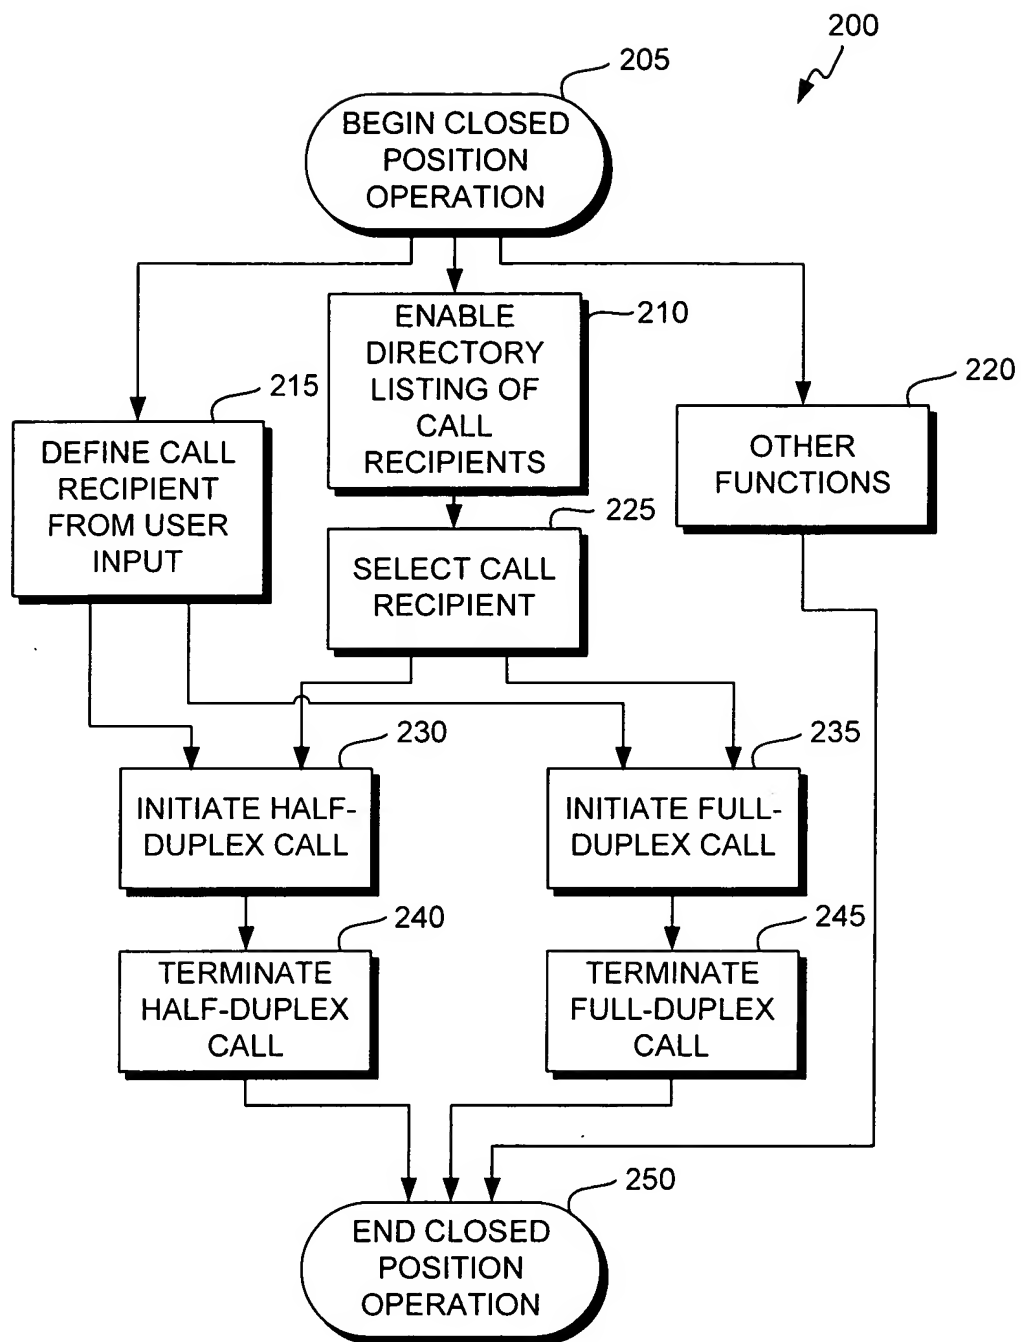 200
205
BEGIN CLOSED
POSITION
OPERATION
210
ENABLE
DIRECTORY
LISTING OF
CALL
RECIPIENTS
215
DEFINE CALL
RECIPIENT
FROM USER
INPUT
220
OTHER
FUNCTIONS
225
SELECT CALL
RECIPIENT
230
INITIATE HALF-
DUPLEX CALL
235
INITIATE FULL-
DUPLEX CALL
240
TERMINATE
HALF-DUPLEX
CALL
245
TERMINATE
FULL-DUPLEX
CALL
250
END CLOSED
POSITION
OPERATION